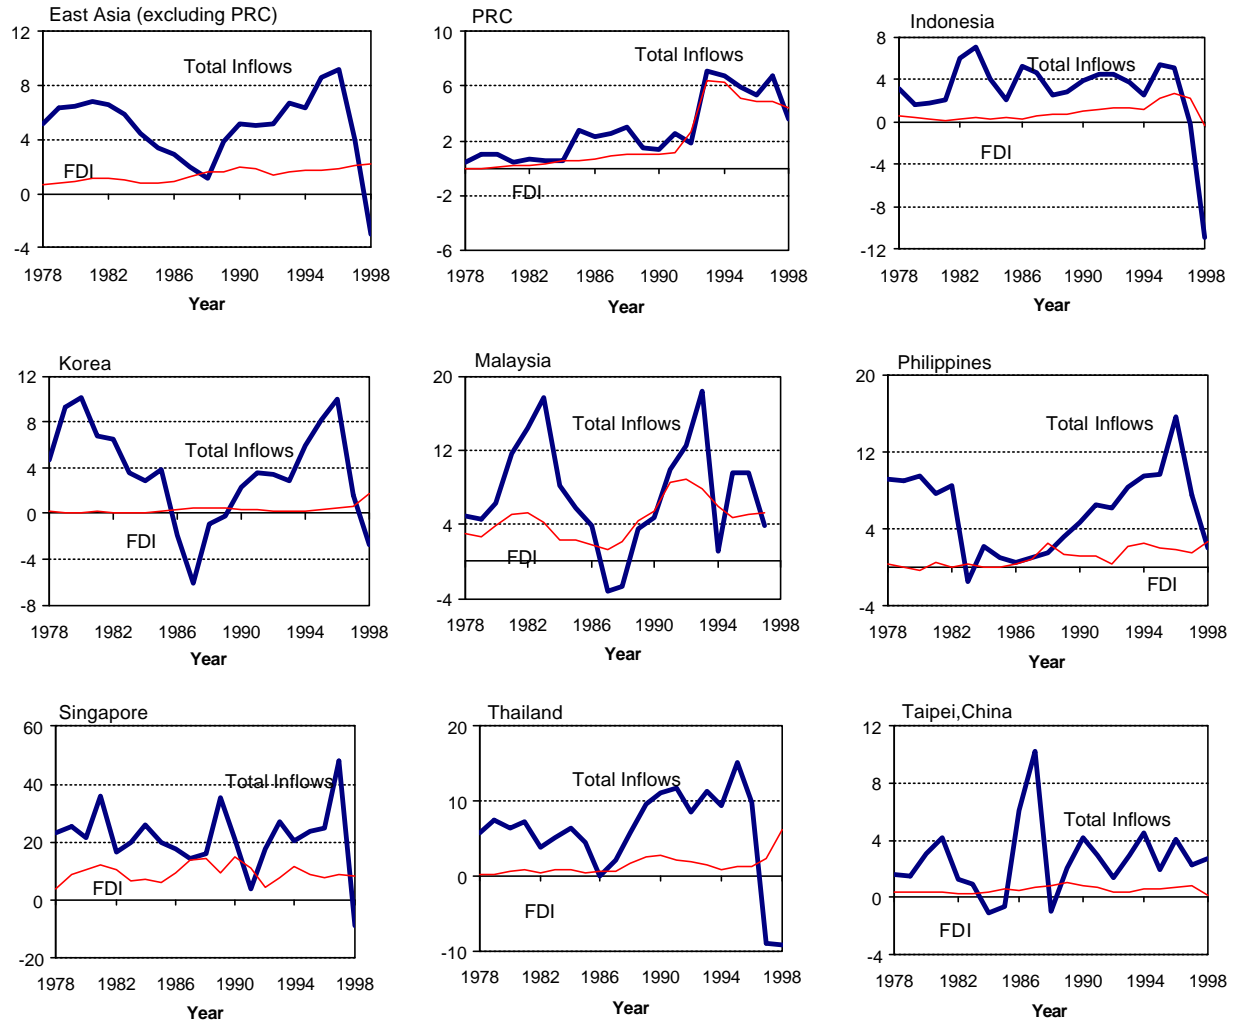 East Asia (excluding PRC)
12
8
4
0
-4
Total Inflows
FDI
1978 1982 1986 1990 1994 1998
Year
PRC
10
6
2
-2
-6
Total Inflows
FDI
1978 1982 1986 1990 1994 1998
Year
Indonesia
8
4
0
-4
-8
-12
Total Inflows
FDI
1978 1982 1986 1990 1994 1998
Year
Korea
12
8
4
0
-4
-8
Total Inflows
FDI
1978 1982 1986 1990 1994 1998
Year
Malaysia
20
12
4
-4
Total Inflows
FDI
1978 1982 1986 1990 1994 1998
Year
Philippines
20
12
4
-4
Total Inflows
FDI
1978 1982 1986 1990 1994 1998
Year
Singapore
60
40
20
0
-20
Total Inflows
FDI
1978 1982 1986 1990 1994 1998
Year
Thailand
20
10
0
-10
Total Inflows
FDI
1978 1982 1986 1990 1994 1998
Year
Taipei,China
12
8
4
0
-4
Total Inflows
FDI
1978 1982 1986 1990 1994 1998
Year